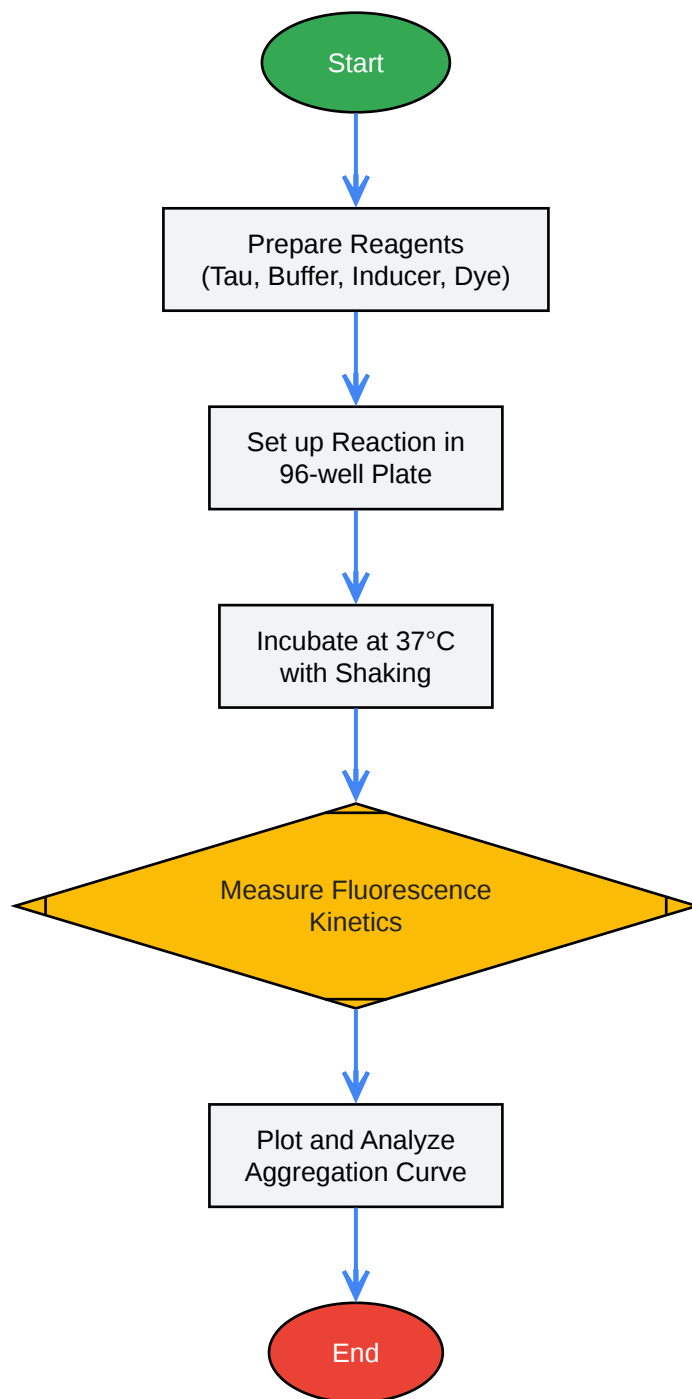 Start
Prepare Reagents
(Tau, Buffer, Inducer, Dye)
Set up Reaction in
96-well Plate
Incubate at 37°C
with Shaking
Measure Fluorescence
Kinetics
Plot and Analyze
Aggregation Curve
End